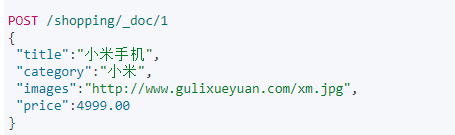 POST /shopping/_doc/1
{
"title":"小米手机",
"category":"小米",
"images":"http://www.gulixueyuan.com/xm.jpg",
"price":4999.00
}